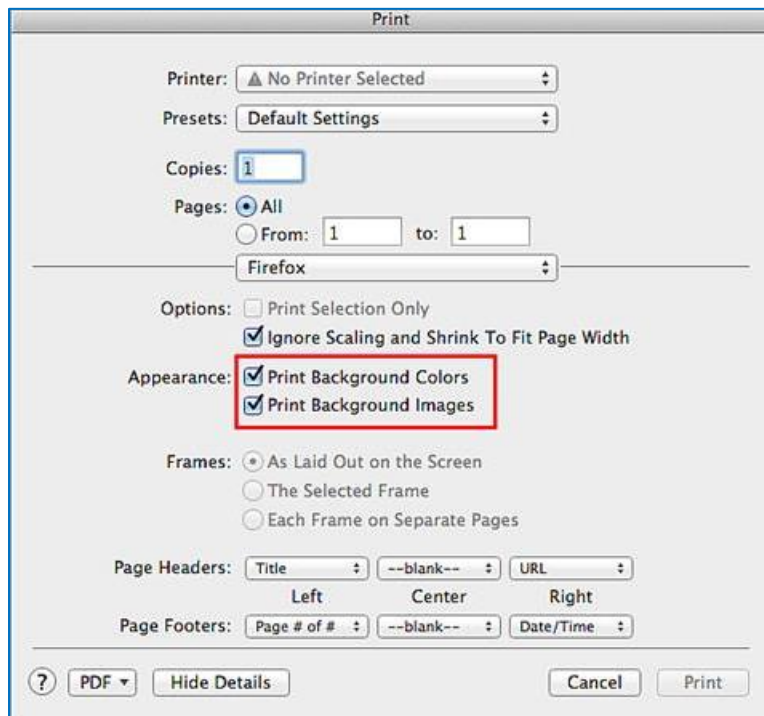 Print
Printer: No Printer Selected
Presets: Default Settings
Copies: 1
Pages: All
From: 1 to: 1
Firefox
Options: Print Selection Only
Ignore Scaling and Shrink To Fit Page Width
Appearance: Print Background Colors
Print Background Images
Frames: As Laid Out on the Screen
The Selected Frame
Each Frame on Separate Pages
Page Headers: Title --blank-- URL
Left Center Right
Page Footers: Page # of # --blank-- Date/Time
? PDF Hide Details Cancel Print